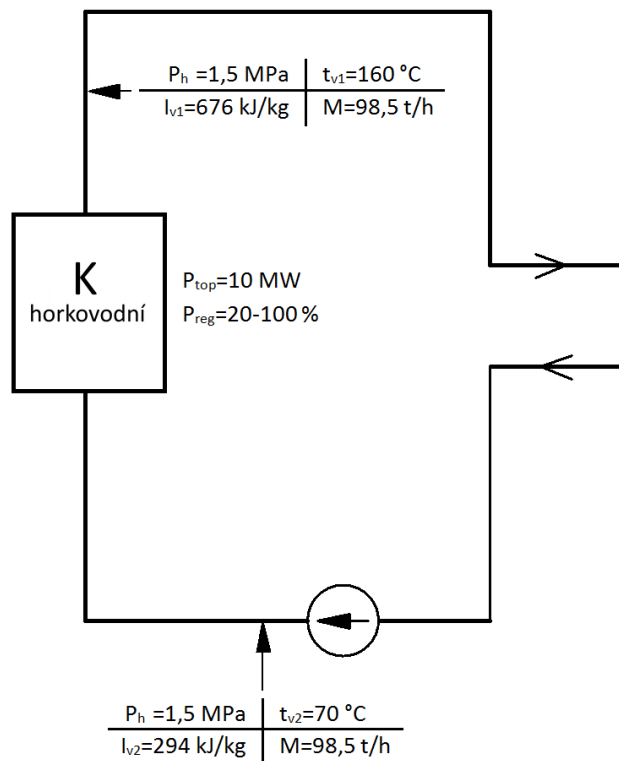 Pₕ =1,5 MPa tᵥ₁=160 °C
Iᵥ₁=676 kJ/kg M=98,5 t/h
K
horkovodní
Pₜₒₚ=10 MW
Pᵣₑg=20-100 %
Pₕ =1,5 MPa tᵥ₂=70 °C
Iᵥ₂=294 kJ/kg M=98,5 t/h